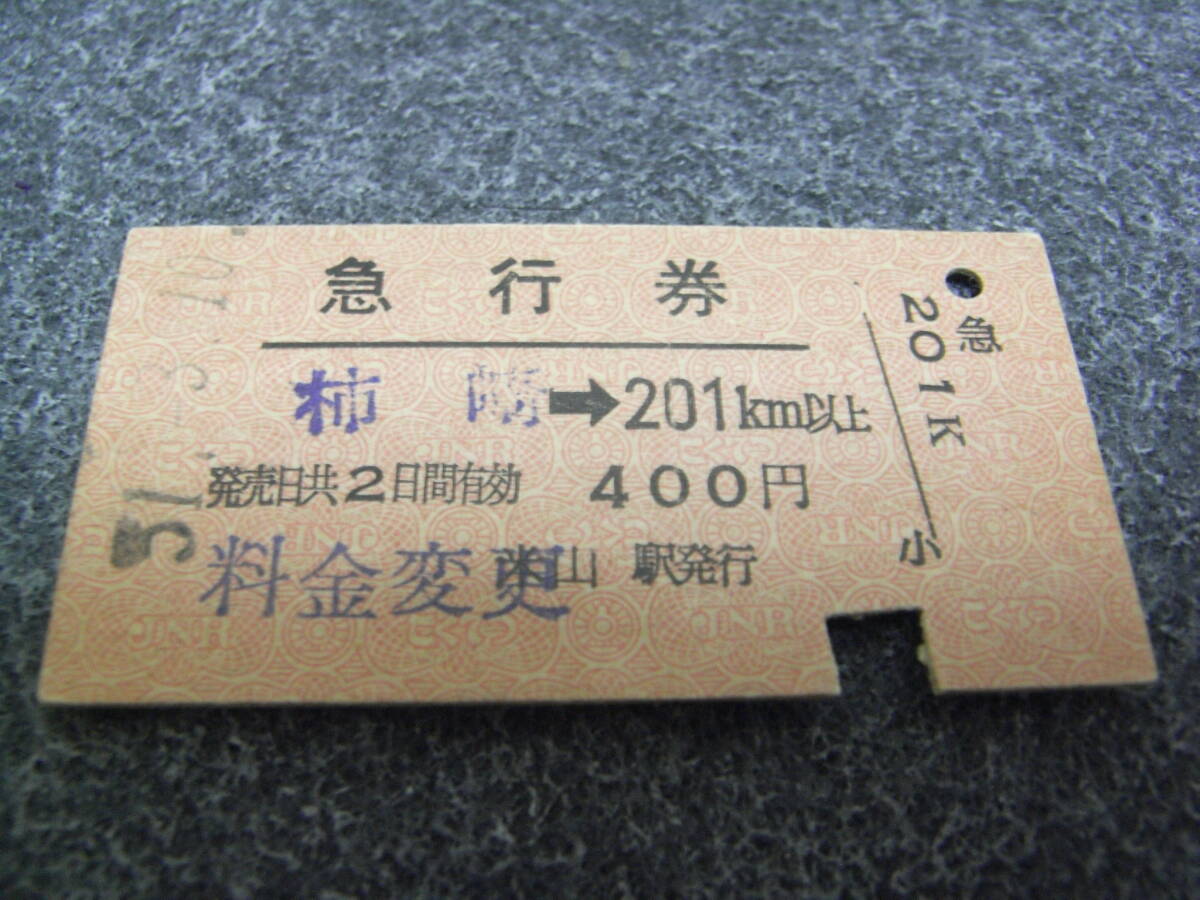 急行券
柿崎➡201km以上
発売日共2日間有効 400円
料金変更
米山 駅発行
急
201K
小